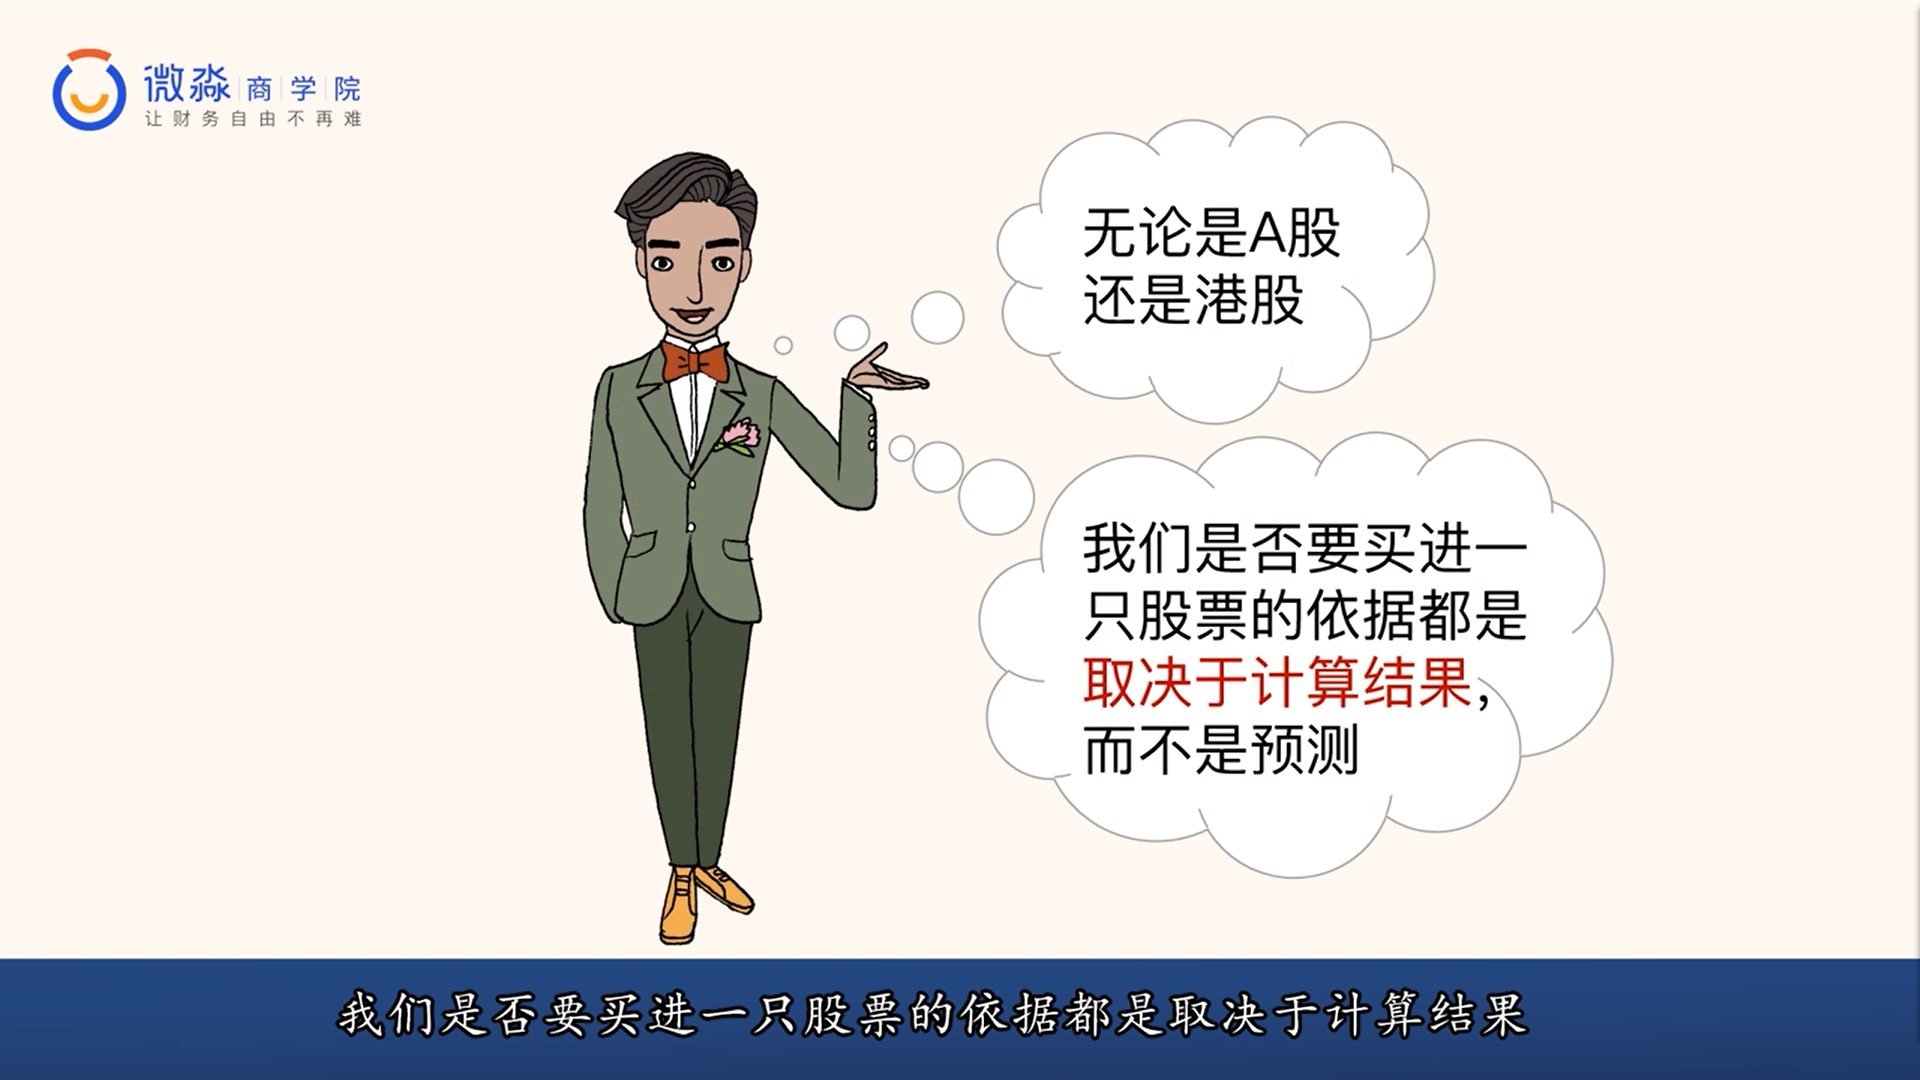 微淼商学院
让财务自由不再难
无论是A股
还是港股
我们是否要买进一
只股票的依据都是
取决于计算结果,
而不是预测
我们是否要买进一只股票的依据都是取决于计算结果